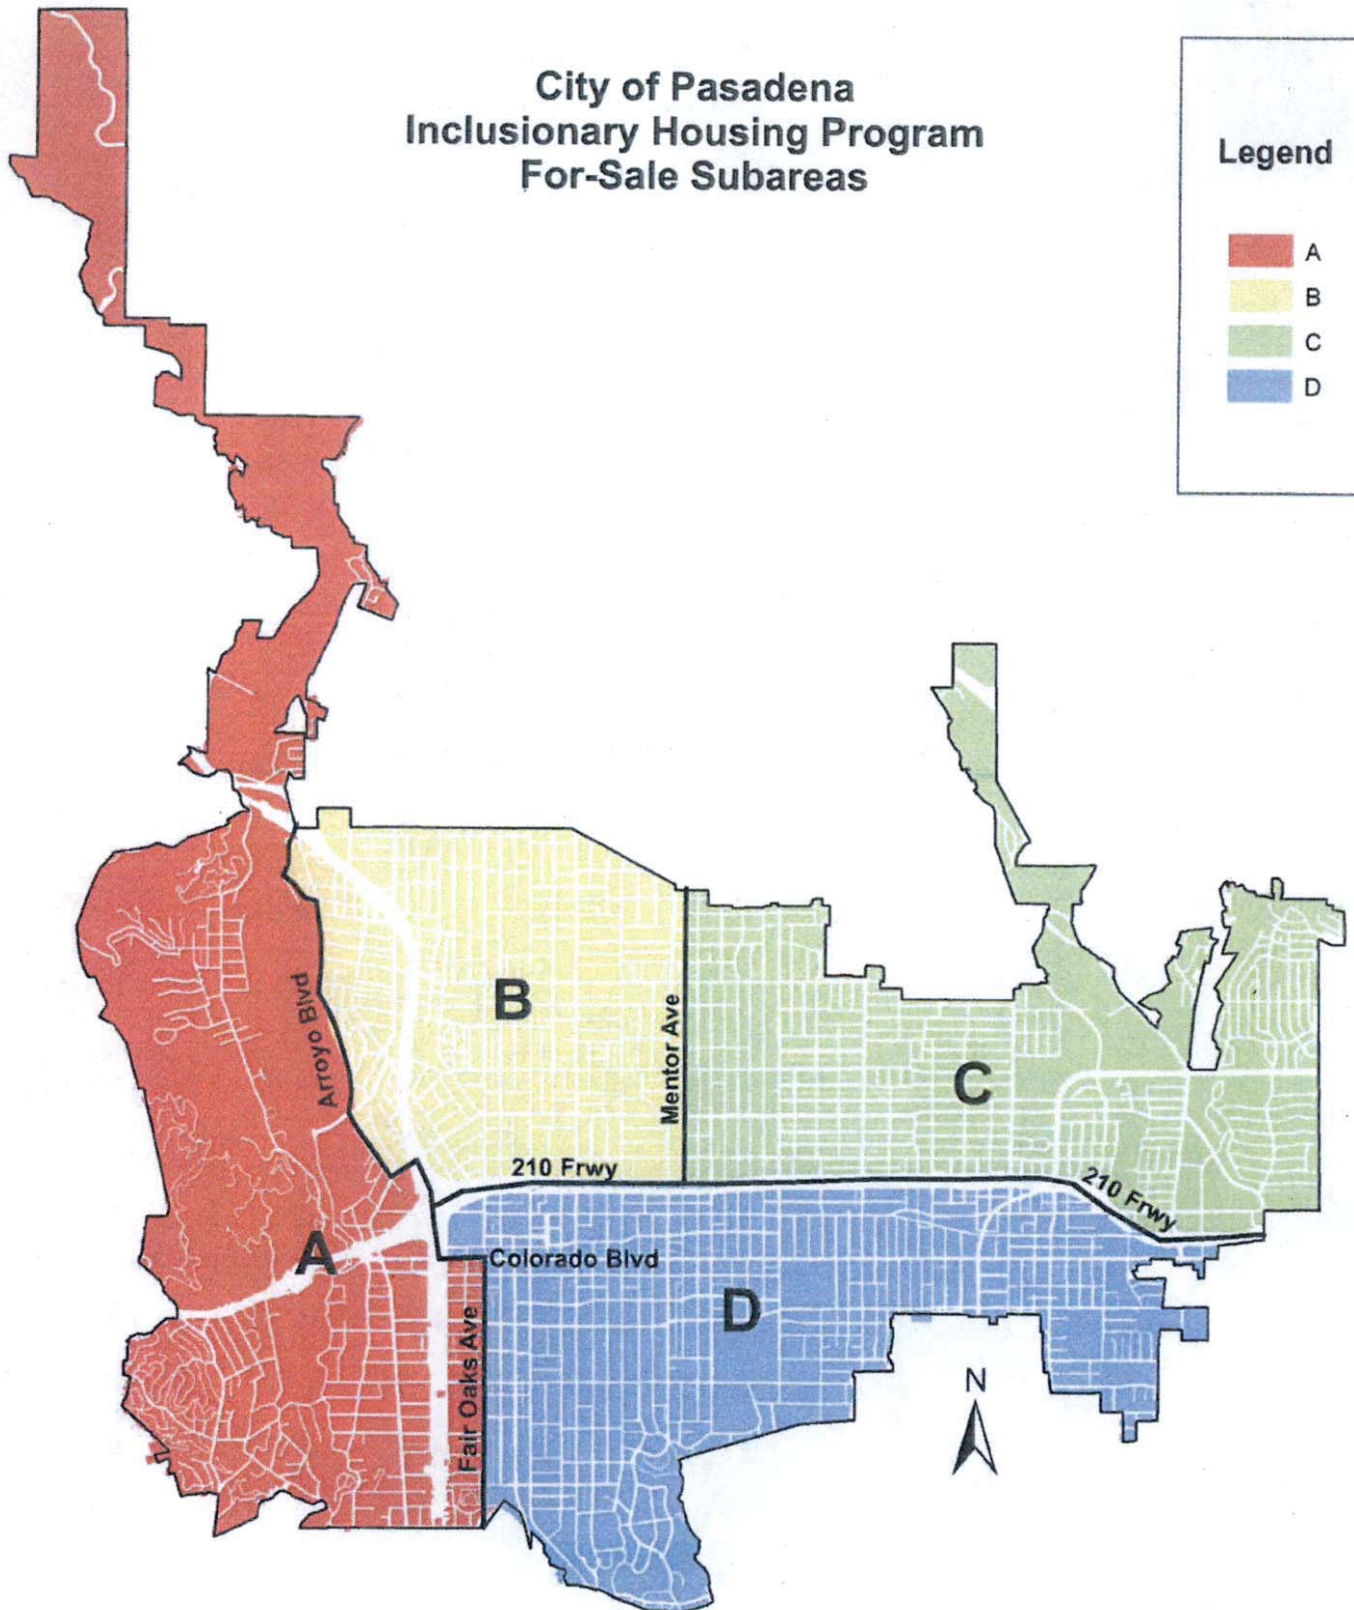 City of Pasadena
Inclusionary Housing Program
For-Sale Subareas
Legend
A
B
C
D
B
Arroyo Blvd
Mentor Ave
C
210 Frwy
210 Frwy
A
Colorado Blvd
D
Fair Oaks Ave
N